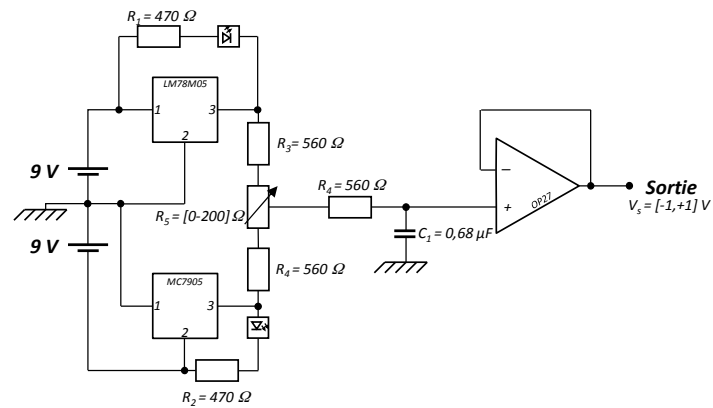 R1= 470 Ω
LM78M05
1
3
2
R3= 560 Ω
9 V
R4= 560 Ω
R5= [0-200] Ω
9 V
C1= 0,68 µF
R4= 560 Ω
MC7905
1
3
2
R2= 470 Ω
−
+
OP27
Sortie
Vs = [-1,+1] V